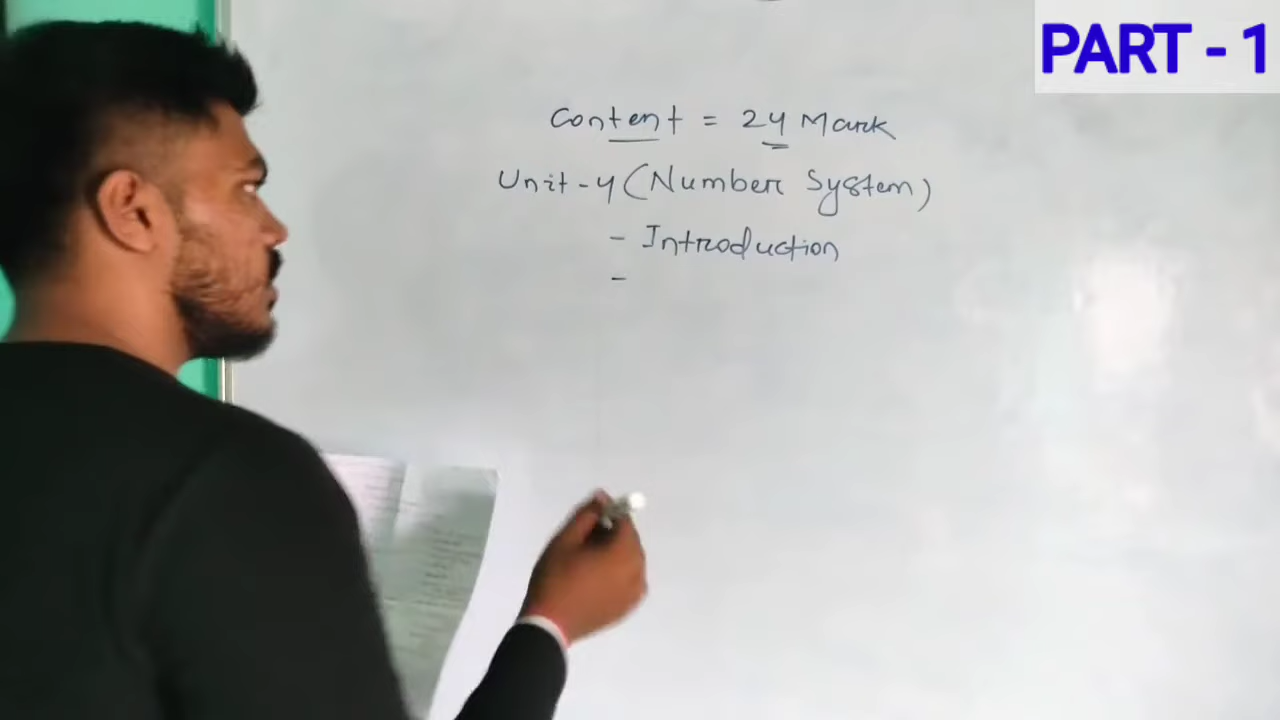 PART - 1
Content = 24 Mark
Unit-4 (Number System)
- Introduction
-